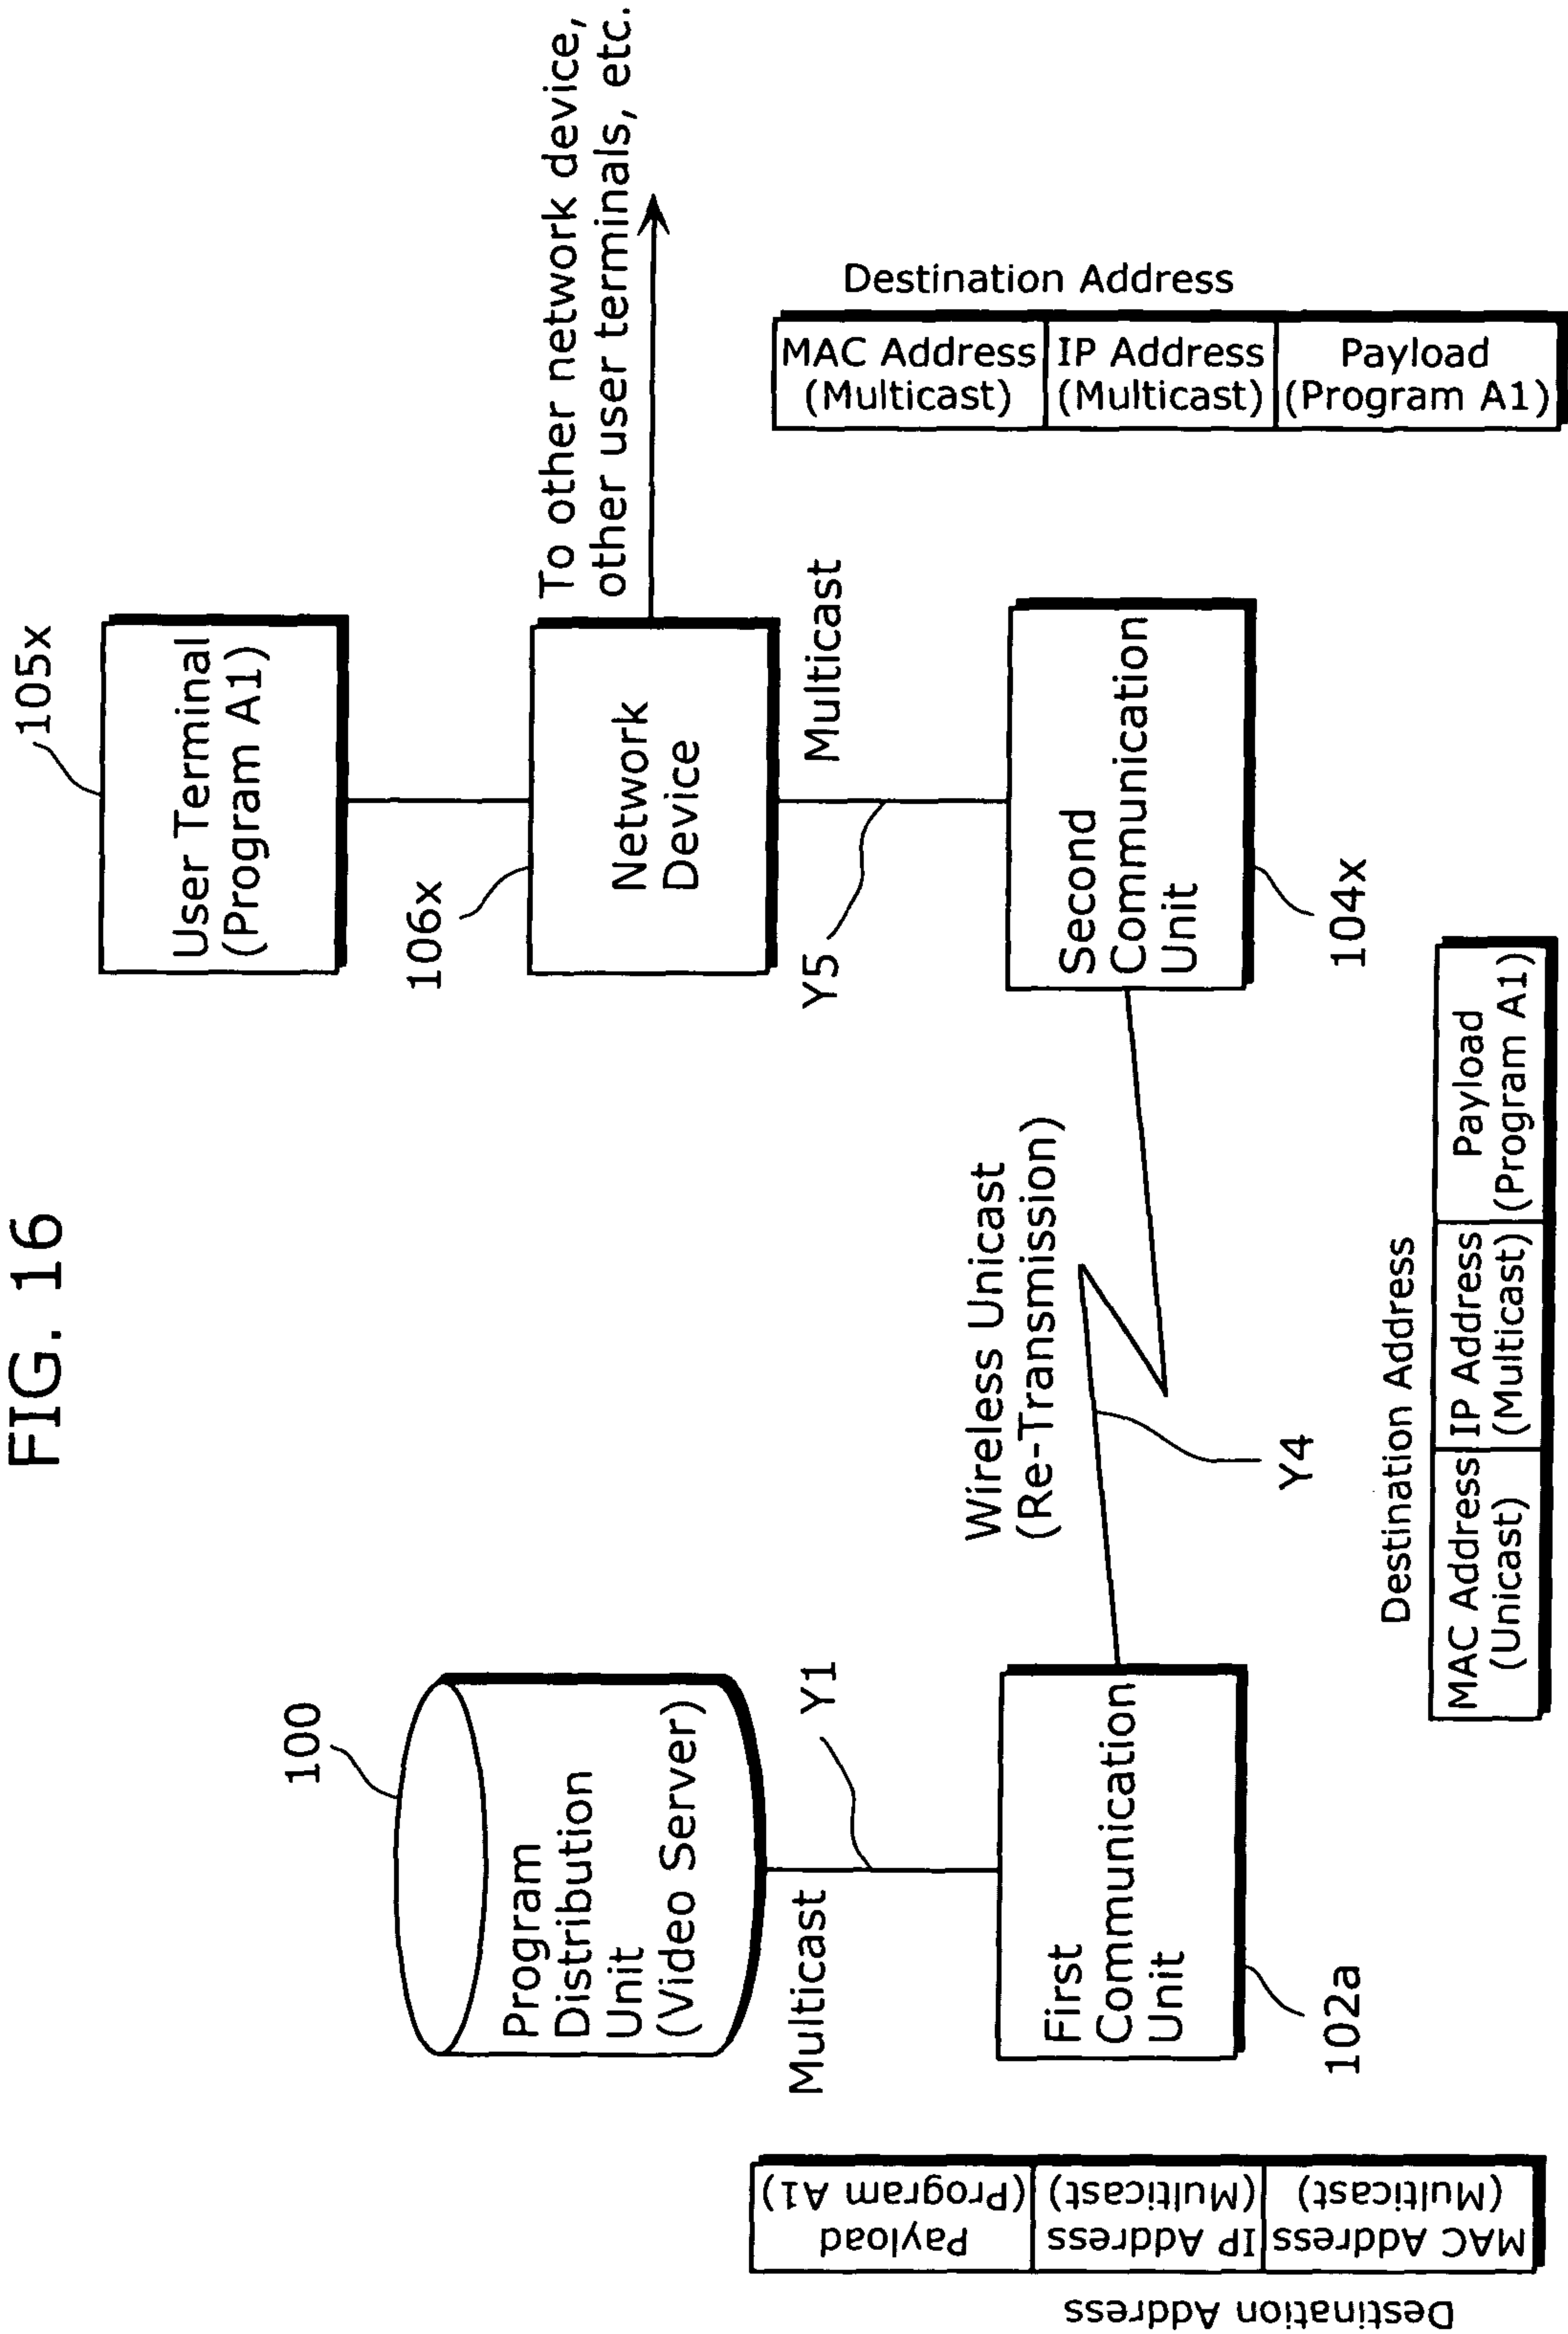 FIG. 16
100
Program
Distribution
Unit
(Video Server)
Multicast
Y1
First
Communication
Unit
102a
Destination Address
MAC Address
(Multicast)
IP Address
(Multicast)
Payload
(Program A1)
Wireless Unicast
(Re-Transmission)
Y4
Destination Address
MAC Address
(Unicast)
IP Address
(Multicast)
Payload
(Program A1)
105x
User Terminal
(Program A1)
106x
Network
Device
To other network device,
other user terminals, etc.
Y5
Multicast
Second
Communication
Unit
104x
Destination Address
MAC Address
(Multicast)
IP Address
(Multicast)
Payload
(Program A1)